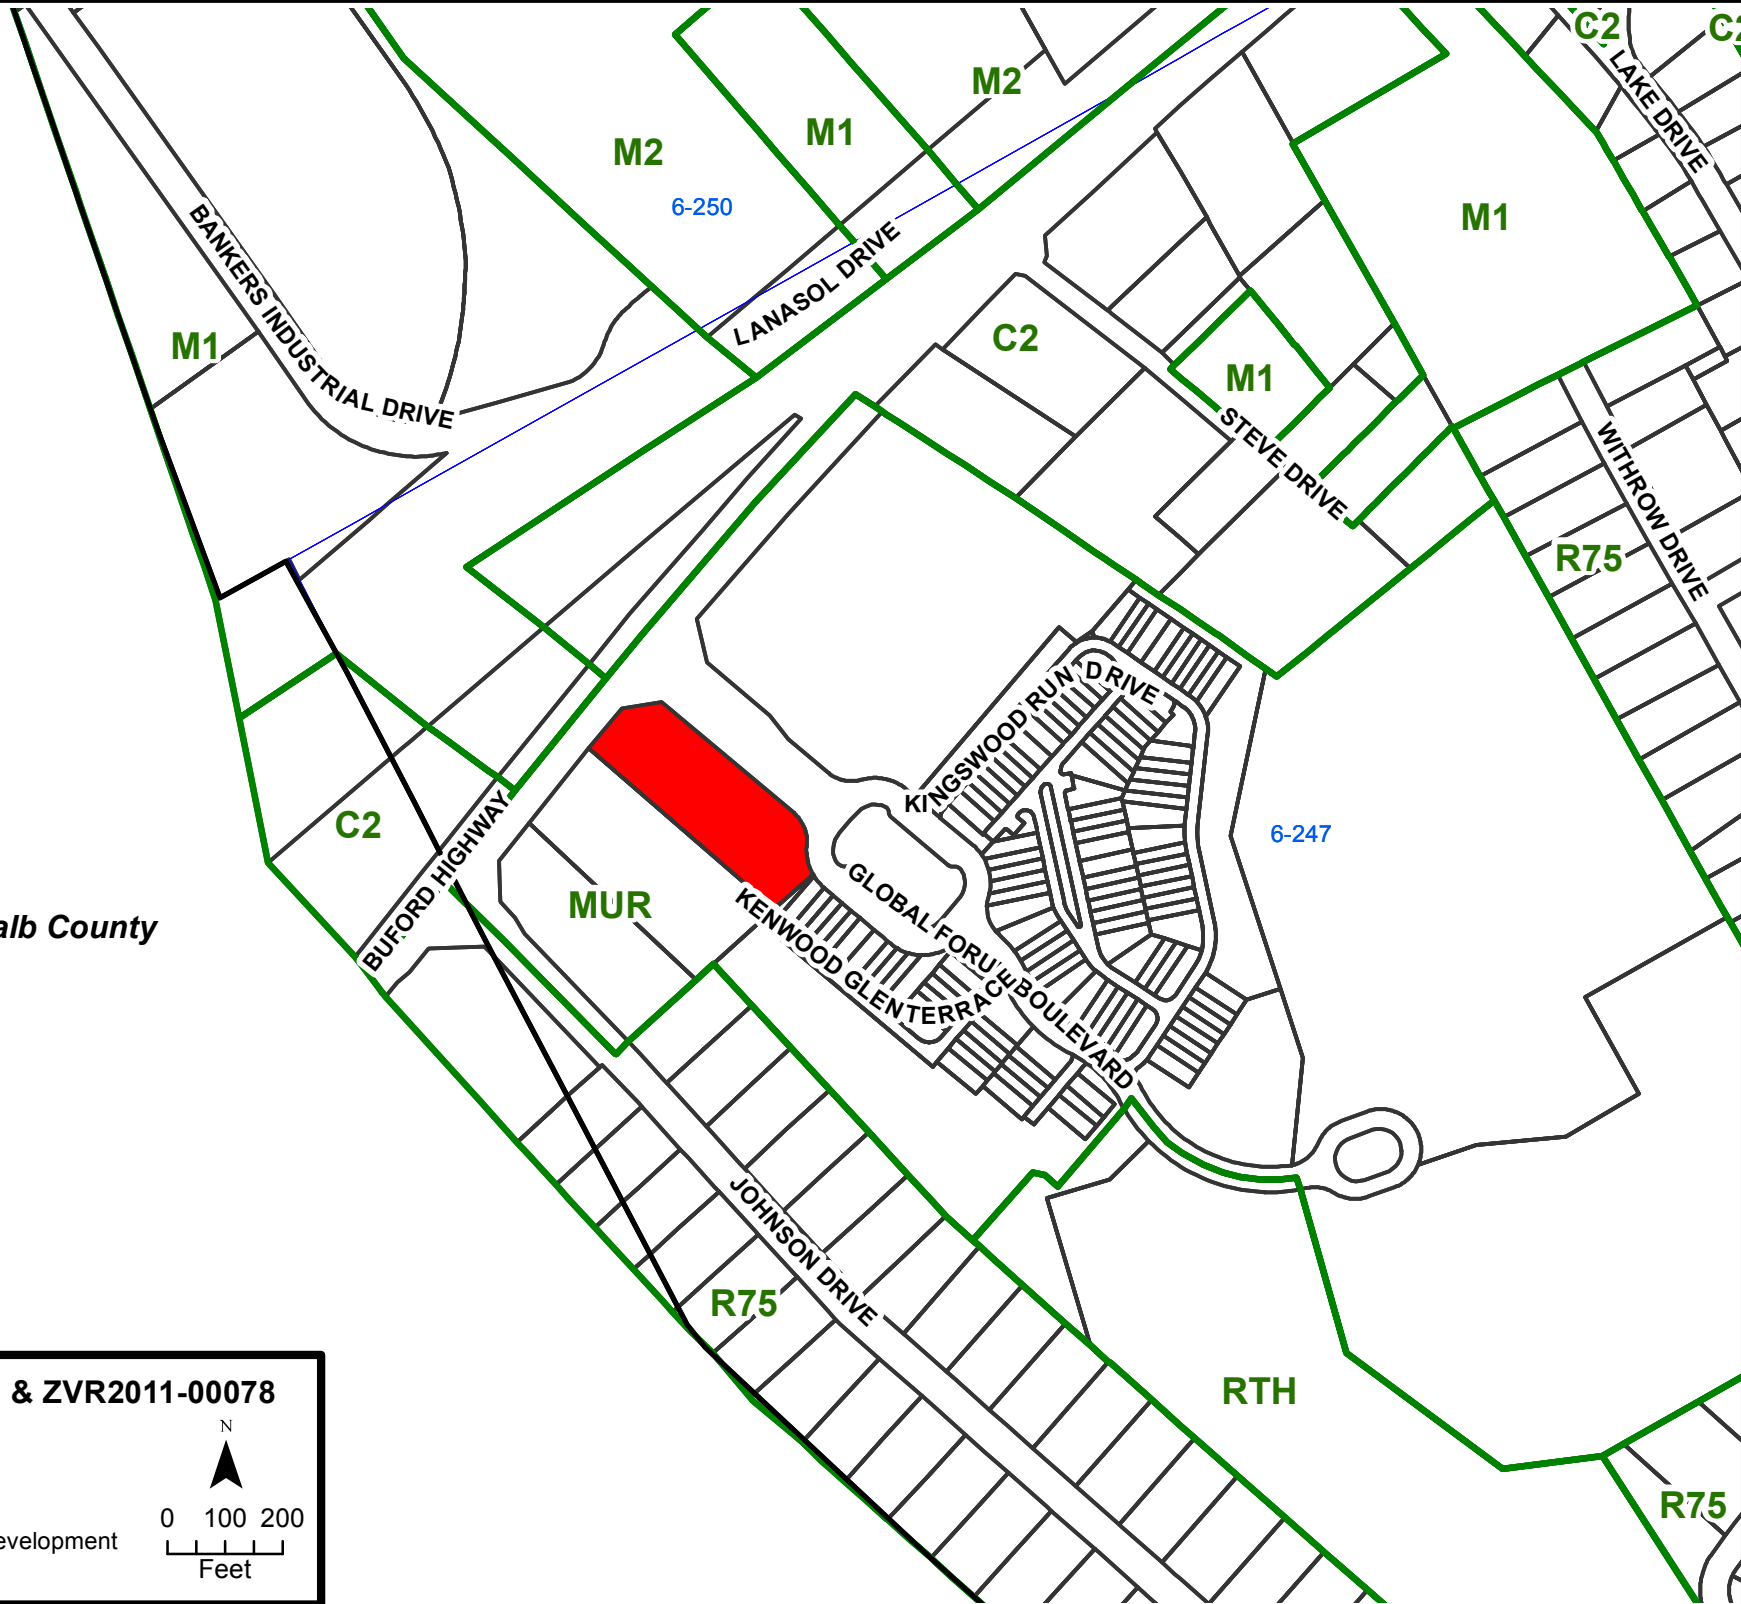 C2
C2
LAKE DRIVE
M2
M1
M2
6-250
M1
BANKERS INDUSTRIAL DRIVE
LANASOL DRIVE
M1
C2
M1
STEVE DRIVE
WITHROW DRIVE
R75
KINGSWOOD RUN DRIVE
C2
BUFORD HIGHWAY
6-247
MUR
GLOBAL FORUM BOULEVARD
KENWOOD GLEN TERRACE
alb County
JOHNSON DRIVE
R75
RTH
& ZVR2011-00078
N
0 100 200
evelopment
Feet
R75